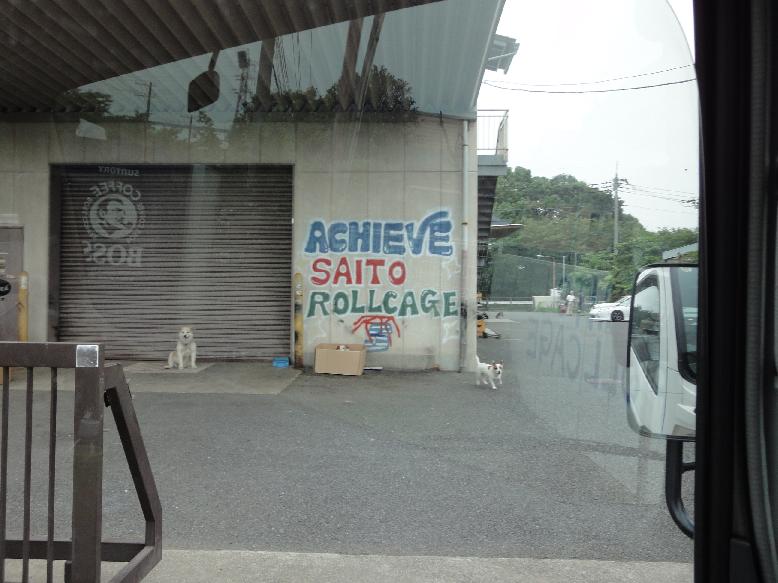 SUNTORY
COFFEE
BOSS
ACHIEVE
SAITO
ROLLCAGE